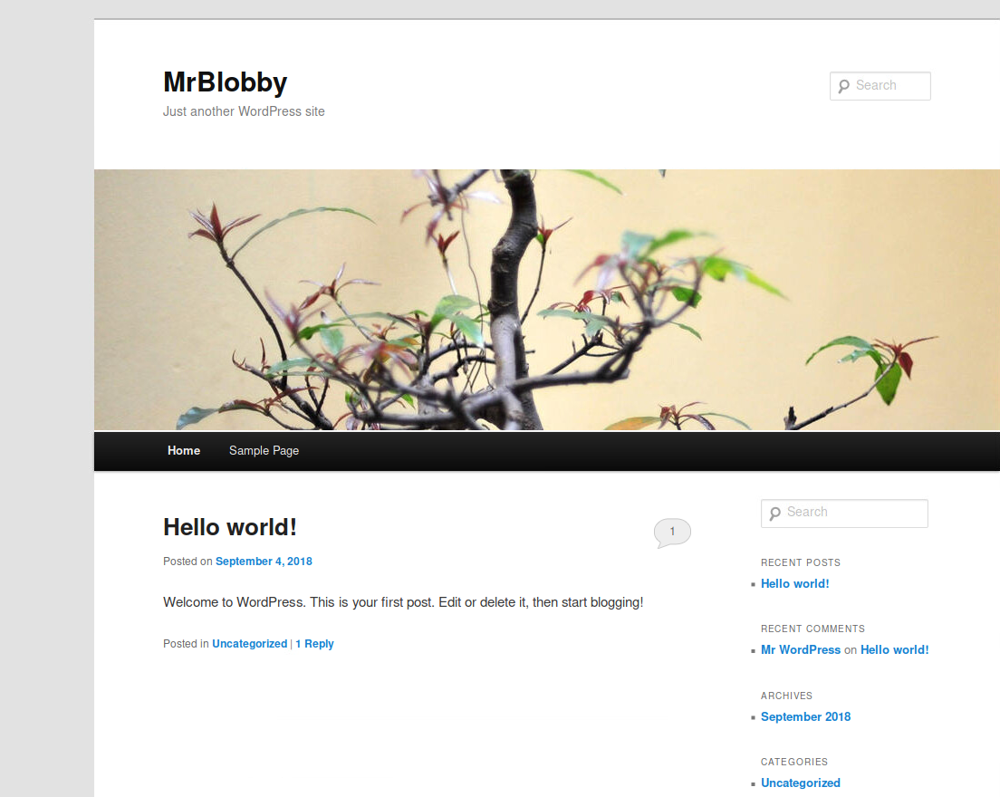 MrBlobby
Just another WordPress site
Search
Home Sample Page
Hello world!
1
Posted on September 4, 2018
Welcome to WordPress. This is your first post. Edit or delete it, then start blogging!
Posted in Uncategorized | 1 Reply
Search
RECENT POSTS
Hello world!
RECENT COMMENTS
Mr WordPress on Hello world!
ARCHIVES
September 2018
CATEGORIES
Uncategorized